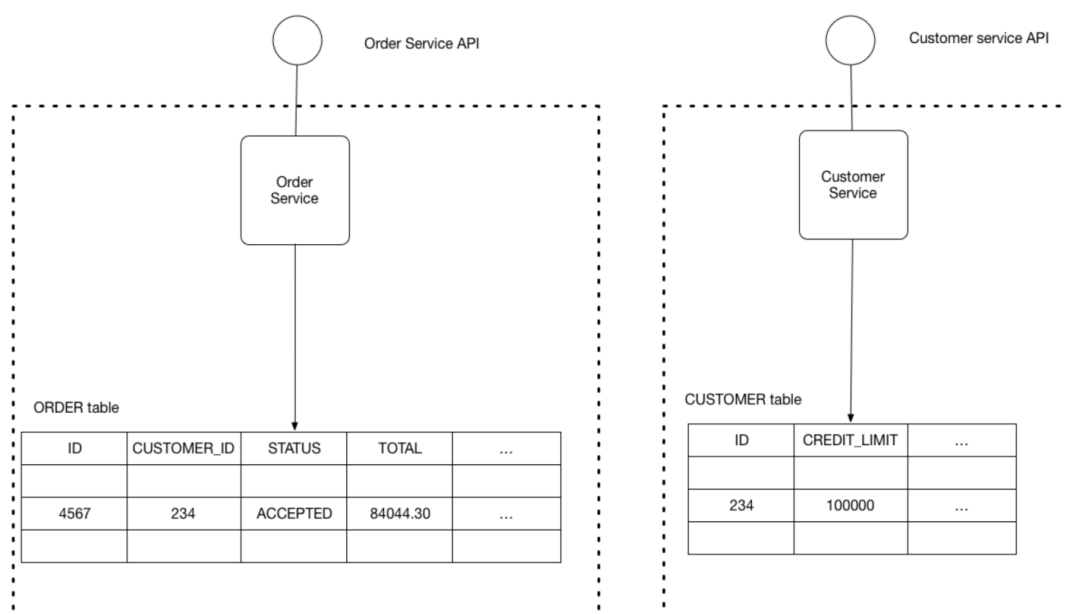 Order Service API
Customer service API
Order
Service
Customer
Service
ORDER table
ID CUSTOMER_ID STATUS TOTAL ...
4567 234 ACCEPTED 84044.30 ...
CUSTOMER table
ID CREDIT_LIMIT ...
234 100000 ...